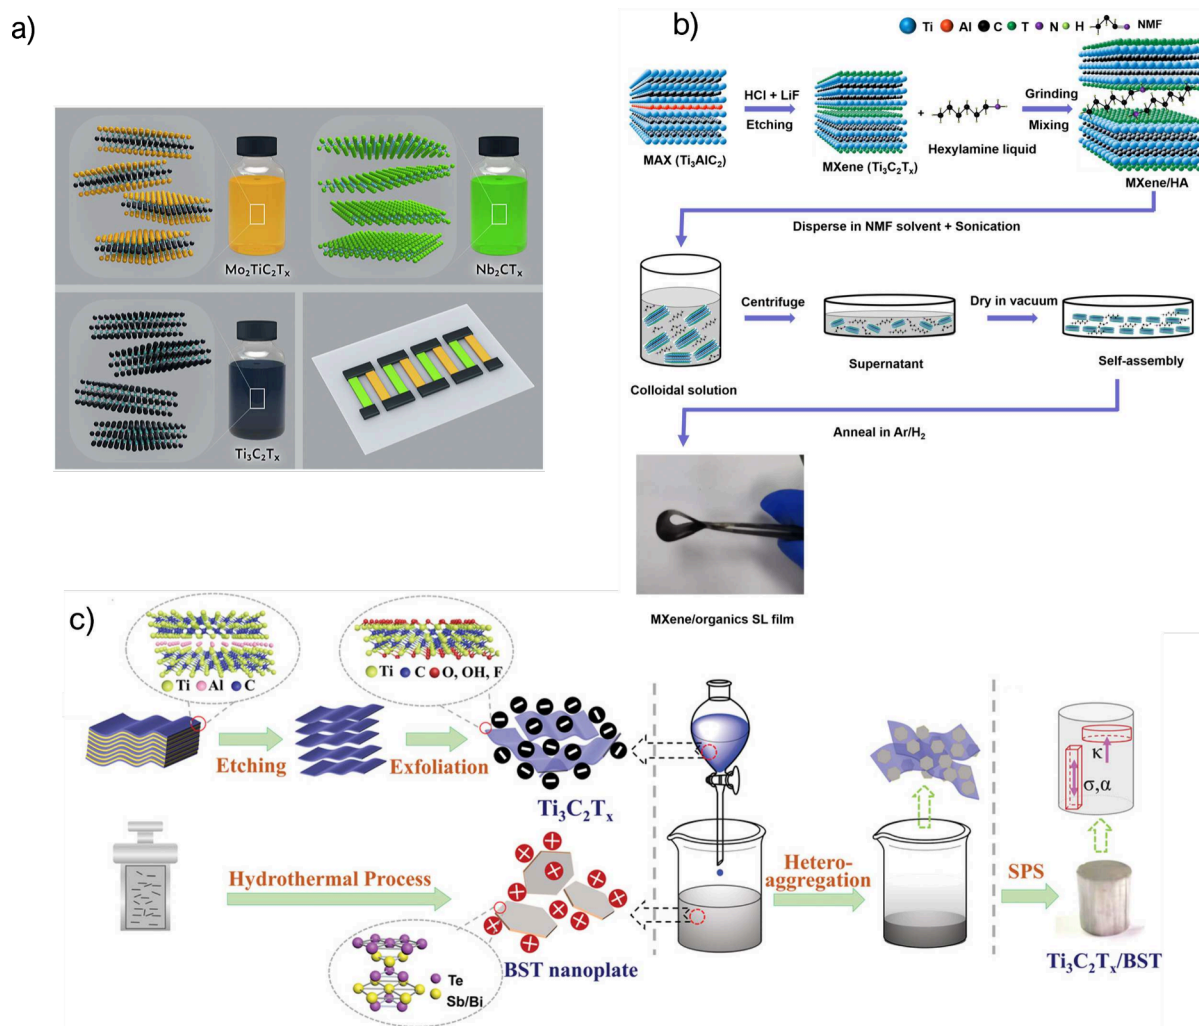 a)
Mo₂TiC₂Tₓ
Nb₂CTₓ
Ti₃C₂Tₓ
b)
Ti Al C T N H NMF
HCl + LiF
Etching
MAX (Ti₃AlC₂)
MXene (Ti₃C₂Tₓ)
+
Hexylamine liquid
Grinding
Mixing
MXene/HA
Disperse in NMF solvent + Sonication
Colloidal solution
Centrifuge
Supernatant
Dry in vacuum
Self-assembly
Anneal in Ar/H₂
MXene/organics SL film
c)
Ti Al C
Ti C O, OH, F
Etching
Exfoliation
Ti₃C₂Tₓ
Hydrothermal Process
BST nanoplate
Te
Sb/Bi
Hetero-
aggregation
SPS
κ
σ,α
Ti₃C₂Tₓ/BST